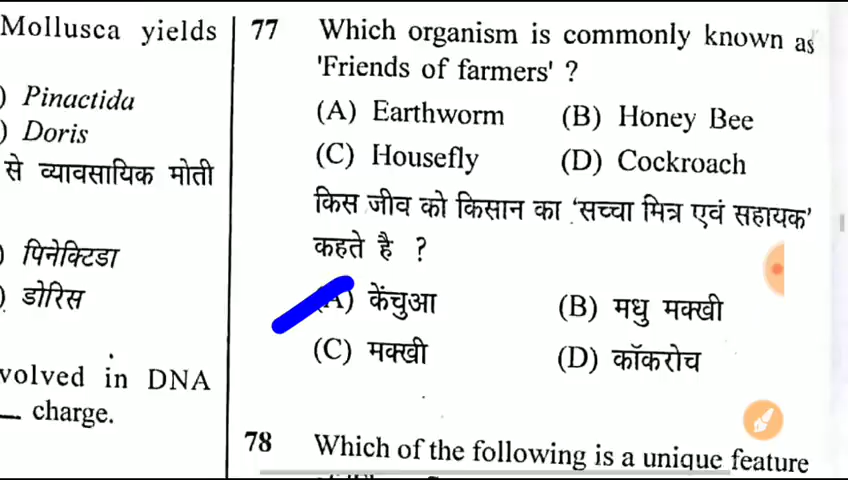 Mollusca yields
) Pinactida
) Doris
से व्यावसायिक मोती
) पिनेक्टिडा
) डोरिस
volved in DNA
charge.
77 Which organism is commonly known as
'Friends of farmers' ?
(A) Earthworm (B) Honey Bee
(C) Housefly (D) Cockroach
किस जीव को किसान का 'सच्चा मित्र एवं सहायक'
कहते है ?
(A) केंचुआ (B) मधु मक्खी
(C) मक्खी (D) कॉकरोच
78 Which of the following is a unique feature